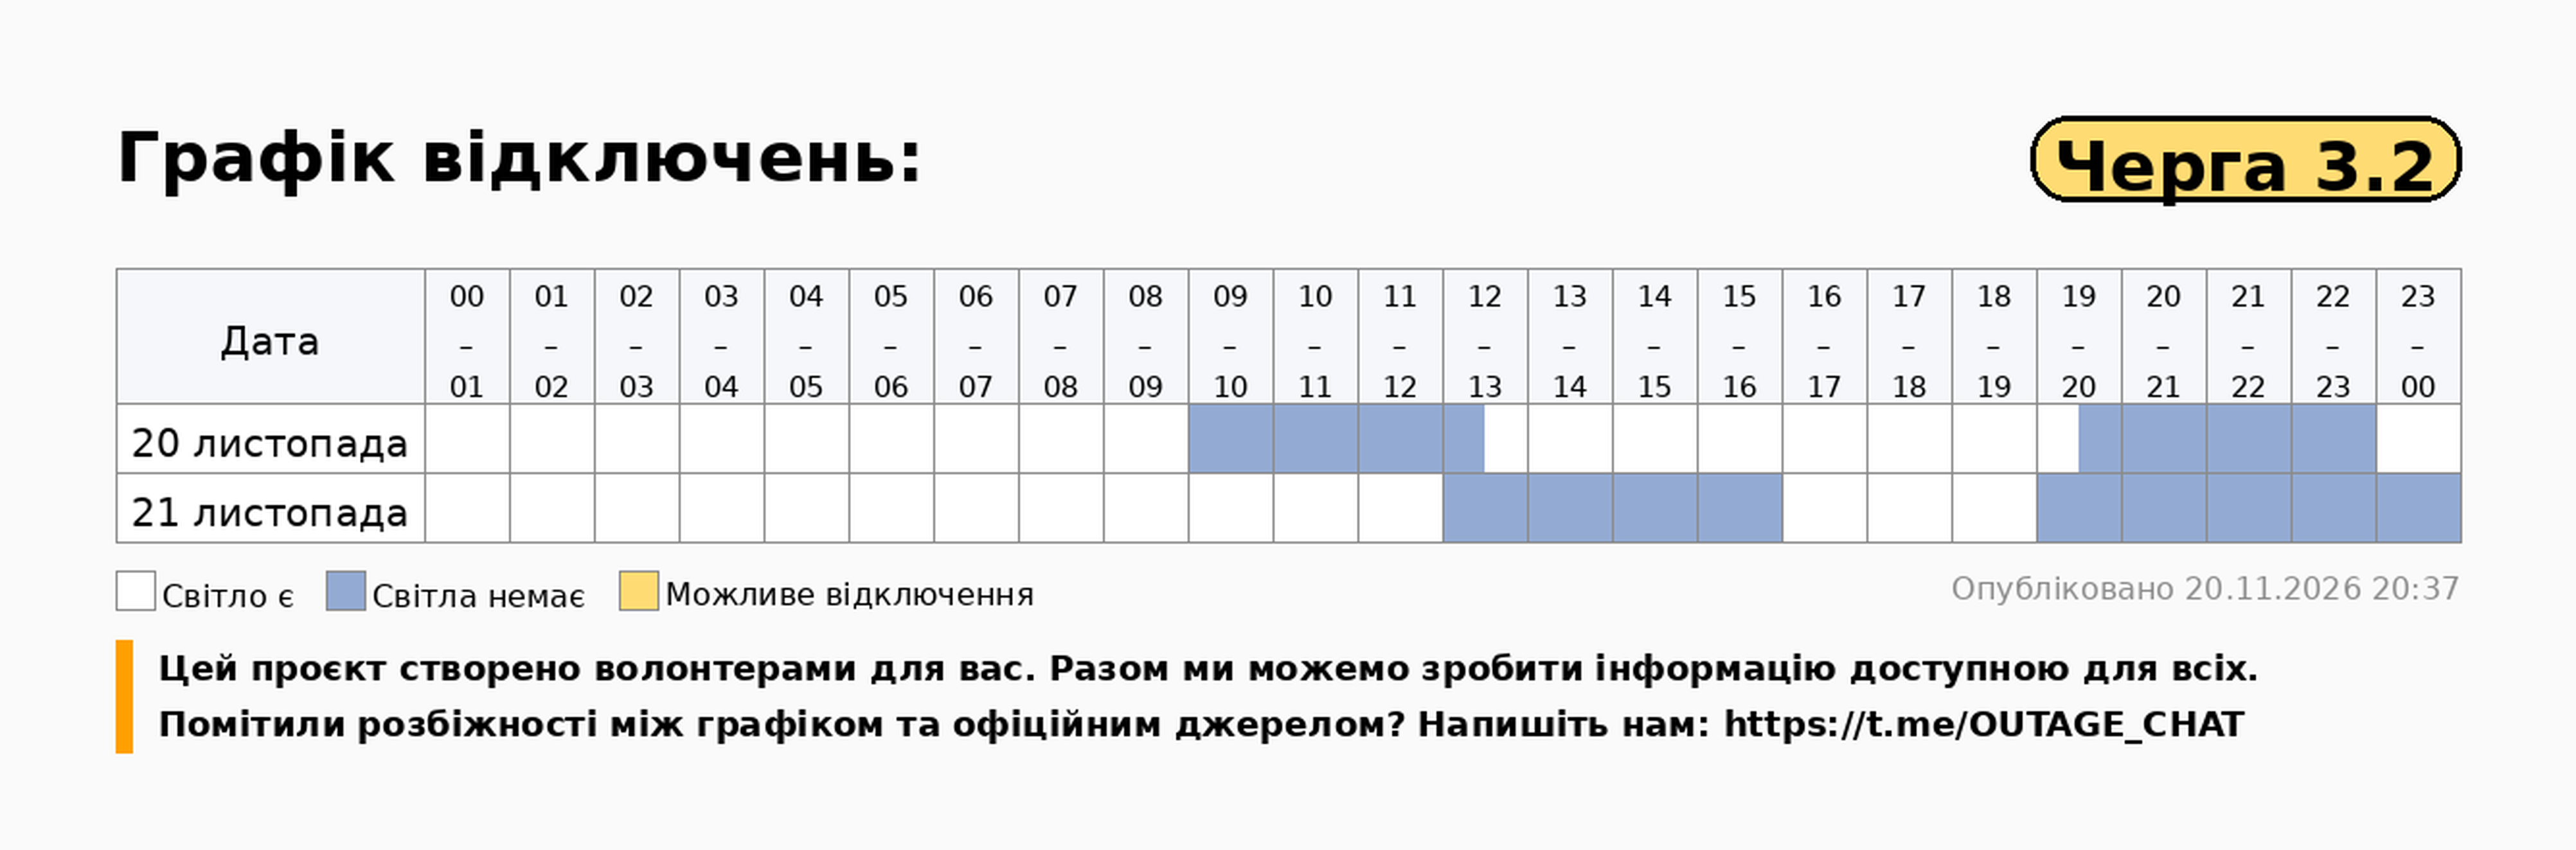 Графік відключень:
Черга 3.2
Дата 00 – 01 01 – 02 02 – 03 03 – 04 04 – 05 05 – 06 06 – 07 07 – 08 08 – 09 09 – 10 10 – 11 11 – 12 12 – 13 13 – 14 14 – 15 15 – 16 16 – 17 17 – 18 18 – 19 19 – 20 20 – 21 21 – 22 22 – 23 23 – 00
20 листопада
21 листопада
Світло є Світла немає Можливе відключення
Опубліковано 20.11.2026 20:37
Цей проєкт створено волонтерами для вас. Разом ми можемо зробити інформацію доступною для всіх.
Помітили розбіжності між графіком та офіційним джерелом? Напишіть нам: https://t.me/OUTAGE_CHAT